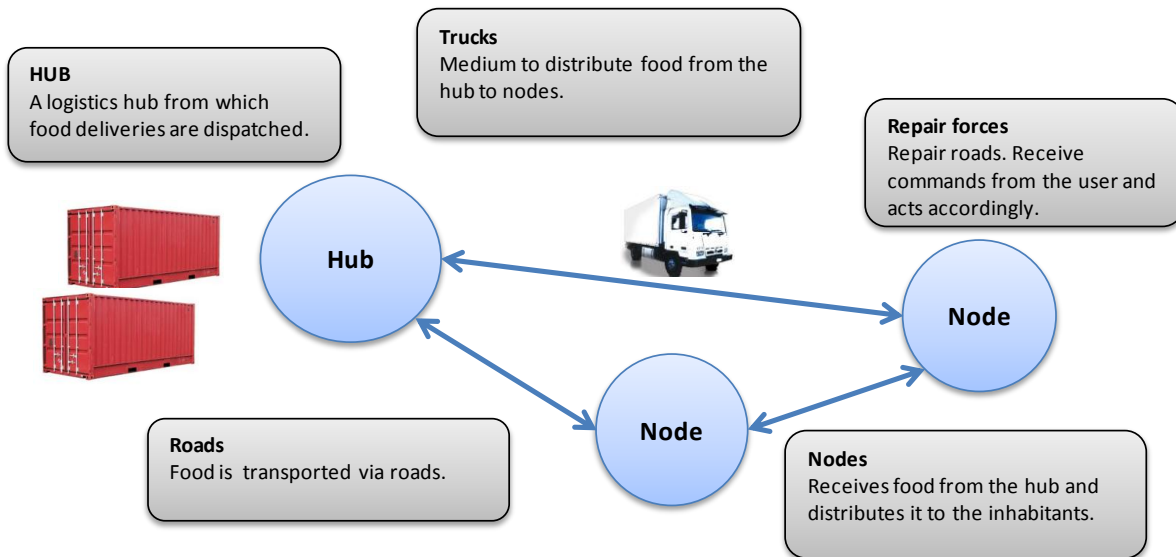 Trucks
Medium to distribute food from the
hub to nodes.
HUB
A logistics hub from which
food deliveries are dispatched.
Repair forces
Repair roads. Receive
commands from the user and
acts accordingly.
Hub
Node
Node
Roads
Food is transported via roads.
Nodes
Receives food from the hub and
distributes it to the inhabitants.